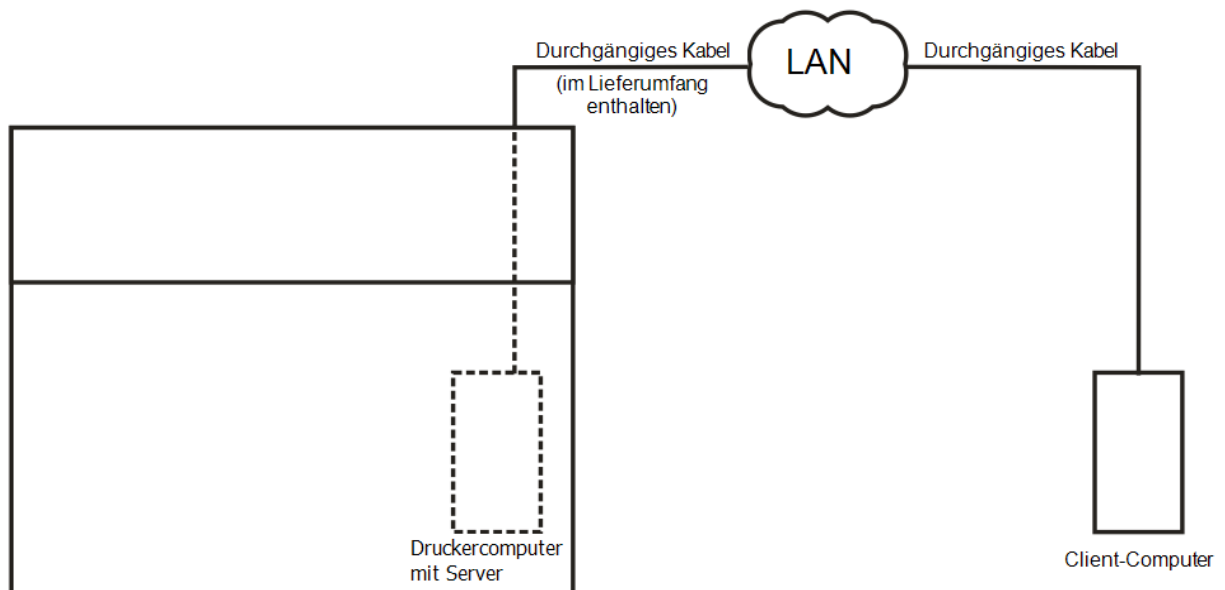 Durchgängiges Kabel
(im Lieferumfang
enthalten)
LAN
Durchgängiges Kabel
Druckercomputer
mit Server
Client-Computer